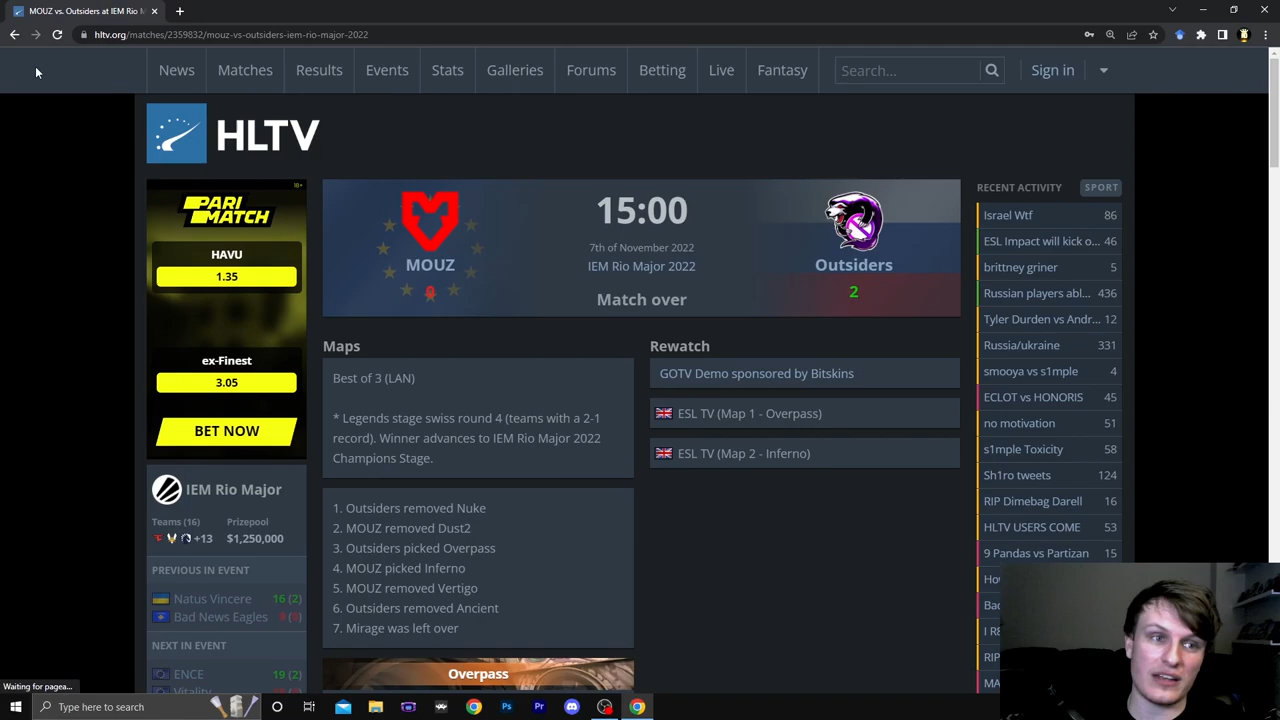 MOUZ vs. Outsiders at IEM Rio M
hltv.org/matches/2359832/mouz-vs-outsiders-iem-rio-major-2022
News
Matches
Results
Events
Stats
Galleries
Forums
Betting
Live
Fantasy
Search...
Sign in
HLTV
18+
PARI MATCH
HAVU
1.35
ex-Finest
3.05
BET NOW
IEM Rio Major
Teams (16)
Prizepool
+13
$1,250,000
PREVIOUS IN EVENT
Natus Vincere 16 (2)
Bad News Eagles
NEXT IN EVENT
ENCE 19 (2)
Vitality
MOUZ
0
15:00
7th of November 2022
IEM Rio Major 2022
Match over
Outsiders
2
Maps
Best of 3 (LAN)
* Legends stage swiss round 4 (teams with a 2-1
record). Winner advances to IEM Rio Major 2022
Champions Stage.
1. Outsiders removed Nuke
2. MOUZ removed Dust2
3. Outsiders picked Overpass
4. MOUZ picked Inferno
5. MOUZ removed Vertigo
6. Outsiders removed Ancient
7. Mirage was left over
Overpass
Rewatch
GOTV Demo sponsored by Bitskins
ESL TV (Map 1 - Overpass)
ESL TV (Map 2 - Inferno)
RECENT ACTIVITY
SPORT
Israel Wtf 86
ESL Impact will kick o... 46
brittney griner 5
Russian players abl... 436
Tyler Durden vs Andr... 12
Russia/ukraine 331
smooya vs s1mple 4
ECLOT vs HONORIS 45
no motivation 51
s1mple Toxicity 58
Sh1ro tweets 124
RIP Dimebag Darell 16
HLTV USERS COME 53
9 Pandas vs Partizan 15
Hov
Bad
I R8
RIP
MA
Waiting for pagea...
Type here to search
Ps
Pr